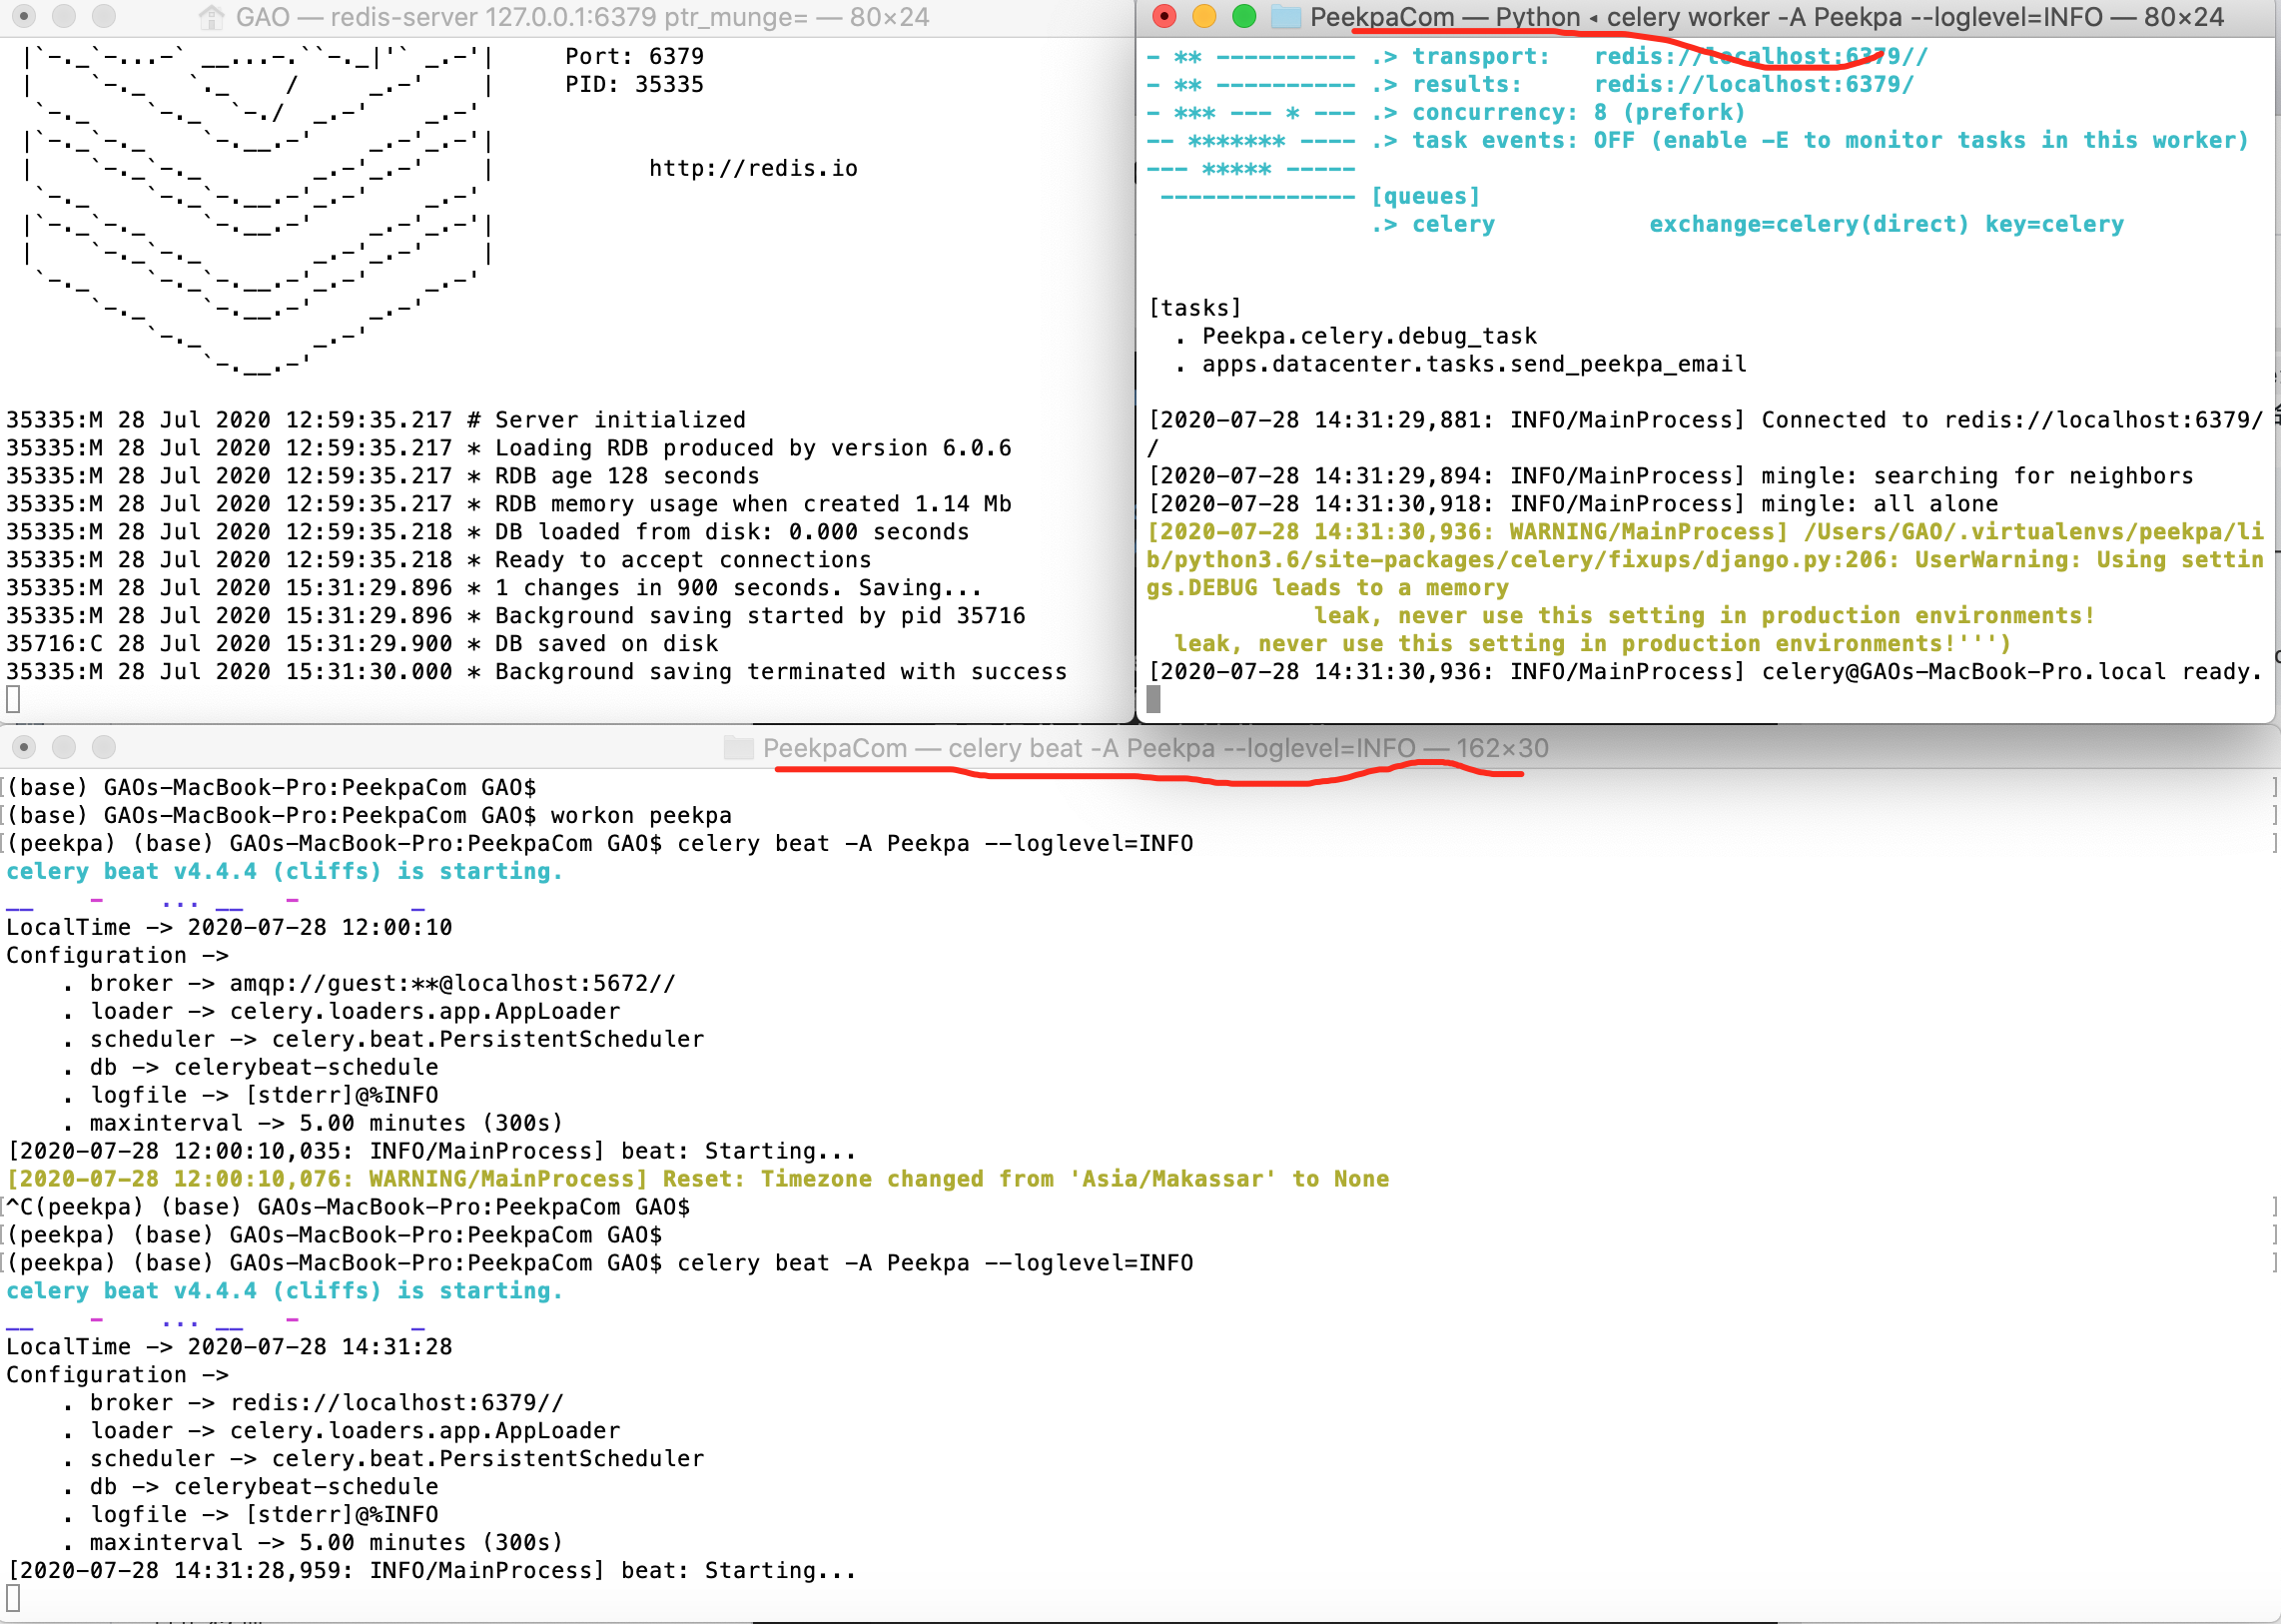 GAO — redis-server 127.0.0.1:6379 ptr_munge= — 80×24
|`-._`-...-` __...-.``-._|'` _.-'|     Port: 6379
|    `-._   `._    /     _.-'    |     PID: 35335
 `-._    `-._  `-./  _.-'    _.-'
|`-._`-._    `-.__.-'    _.-'_.-'|
|    `-._`-._        _.-'_.-'    |           http://redis.io
 `-._    `-._`-.__.-'_.-'    _.-'
|`-._`-._    `-.__.-'    _.-'_.-'|
|    `-._`-._        _.-'_.-'    |
 `-._    `-._`-.__.-'_.-'    _.-'
     `-._    `-.__.-'    _.-'
         `-._        _.-'
             `-.__.-'
35335:M 28 Jul 2020 12:59:35.217 # Server initialized
35335:M 28 Jul 2020 12:59:35.217 * Loading RDB produced by version 6.0.6
35335:M 28 Jul 2020 12:59:35.217 * RDB age 128 seconds
35335:M 28 Jul 2020 12:59:35.217 * RDB memory usage when created 1.14 Mb
35335:M 28 Jul 2020 12:59:35.218 * DB loaded from disk: 0.000 seconds
35335:M 28 Jul 2020 12:59:35.218 * Ready to accept connections
35335:M 28 Jul 2020 15:31:29.896 * 1 changes in 900 seconds. Saving...
35335:M 28 Jul 2020 15:31:29.896 * Background saving started by pid 35716
35716:C 28 Jul 2020 15:31:29.900 * DB saved on disk
35335:M 28 Jul 2020 15:31:30.000 * Background saving terminated with success
PeekpaCom — Python ◂ celery worker -A Peekpa --loglevel=INFO — 80×24
- ** ---------- .> transport:   redis://localhost:6379//
- ** ---------- .> results:     redis://localhost:6379/
- *** --- * --- .> concurrency: 8 (prefork)
-- ******* ---- .> task events: OFF (enable -E to monitor tasks in this worker)
--- ***** -----
 -------------- [queues]
                .> celery           exchange=celery(direct) key=celery
[tasks]
  . Peekpa.celery.debug_task
  . apps.datacenter.tasks.send_peekpa_email
[2020-07-28 14:31:29,881: INFO/MainProcess] Connected to redis://localhost:6379/
/
[2020-07-28 14:31:29,894: INFO/MainProcess] mingle: searching for neighbors
[2020-07-28 14:31:30,918: INFO/MainProcess] mingle: all alone
[2020-07-28 14:31:30,936: WARNING/MainProcess] /Users/GAO/.virtualenvs/peekpa/li
b/python3.6/site-packages/celery/fixups/django.py:206: UserWarning: Using settin
gs.DEBUG leads to a memory
            leak, never use this setting in production environments!
  leak, never use this setting in production environments!''')
[2020-07-28 14:31:30,936: INFO/MainProcess] celery@GAOs-MacBook-Pro.local ready.
PeekpaCom — celery beat -A Peekpa --loglevel=INFO — 162×30
[(base) GAOs-MacBook-Pro:PeekpaCom GAO$ ]
[(base) GAOs-MacBook-Pro:PeekpaCom GAO$ workon peekpa ]
[(peekpa) (base) GAOs-MacBook-Pro:PeekpaCom GAO$ celery beat -A Peekpa --loglevel=INFO ]
celery beat v4.4.4 (cliffs) is starting.
__    -    ... __   -        _
LocalTime -> 2020-07-28 12:00:10
Configuration ->
    . broker -> amqp://guest:**@localhost:5672//
    . loader -> celery.loaders.app.AppLoader
    . scheduler -> celery.beat.PersistentScheduler
    . db -> celerybeat-schedule
    . logfile -> [stderr]@%INFO
    . maxinterval -> 5.00 minutes (300s)
[2020-07-28 12:00:10,035: INFO/MainProcess] beat: Starting...
[2020-07-28 12:00:10,076: WARNING/MainProcess] Reset: Timezone changed from 'Asia/Makassar' to None
[^C(peekpa) (base) GAOs-MacBook-Pro:PeekpaCom GAO$ ]
[(peekpa) (base) GAOs-MacBook-Pro:PeekpaCom GAO$ ]
[(peekpa) (base) GAOs-MacBook-Pro:PeekpaCom GAO$ celery beat -A Peekpa --loglevel=INFO ]
celery beat v4.4.4 (cliffs) is starting.
__    -    ... __   -        _
LocalTime -> 2020-07-28 14:31:28
Configuration ->
    . broker -> redis://localhost:6379//
    . loader -> celery.loaders.app.AppLoader
    . scheduler -> celery.beat.PersistentScheduler
    . db -> celerybeat-schedule
    . logfile -> [stderr]@%INFO
    . maxinterval -> 5.00 minutes (300s)
[2020-07-28 14:31:28,959: INFO/MainProcess] beat: Starting...